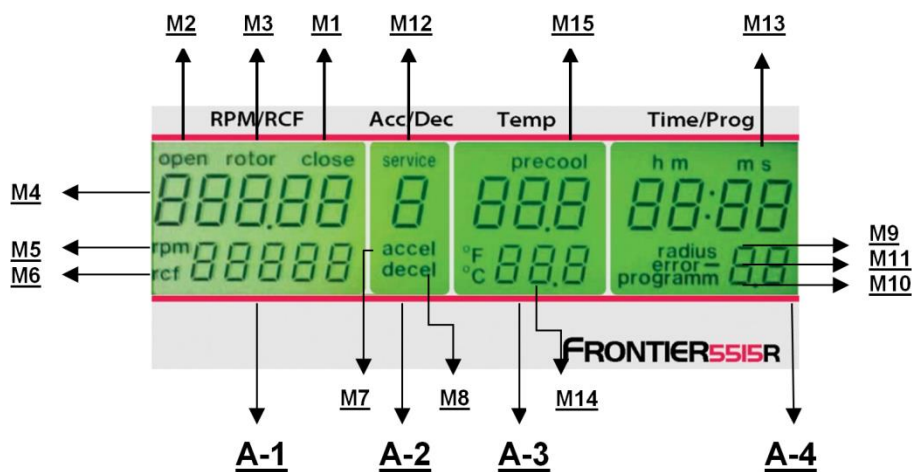 M2 M3 M1 M12 M15 M13
RPM/RCF Acc/Dec Temp Time/Prog
open rotor close service precool h m m s
M4 888.88 8 88.8 88:88
M5 rpm 88888 accel °F 88.8 radius 8.8 M9
error M11
M6 rcf decel °C programm M10
FRONTIER5515R
M7 M8 M14
A-1 A-2 A-3 A-4